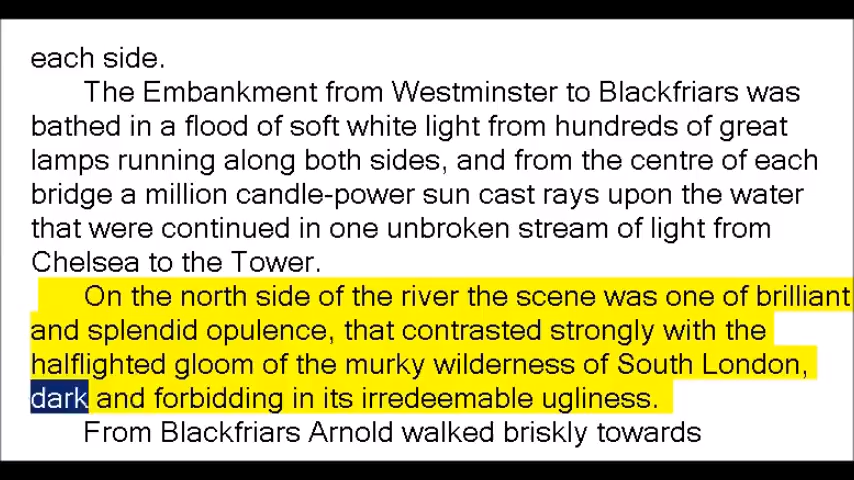 each side.
The Embankment from Westminster to Blackfriars was
bathed in a flood of soft white light from hundreds of great
lamps running along both sides, and from the centre of each
bridge a million candle-power sun cast rays upon the water
that were continued in one unbroken stream of light from
Chelsea to the Tower.
On the north side of the river the scene was one of brilliant
and splendid opulence, that contrasted strongly with the
halflighted gloom of the murky wilderness of South London,
dark and forbidding in its irredeemable ugliness.
From Blackfriars Arnold walked briskly towards